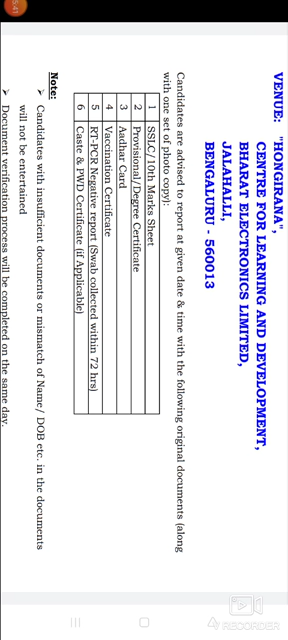 5:41
VENUE: "HONGIRANA",
CENTRE FOR LEARNING AND DEVELOPMENT,
BHARAT ELECTRONICS LIMITED,
JALAHALLI,
BENGALURU - 560013
Candidates are advised to report at given date & time with the following original documents (along
with one set of photo copy):
1 SSLC/10th Marks Sheet
2 Provisional/Degree Certificate
3 Aadhar Card
4 Vaccination Certificate
5 RT-PCR Negative report (Swab collected within 72 hrs)
6 Caste & PWD Certificate (if Applicable)
Note:
➤ Candidates with insufficient documents or mismatch of Name/ DOB etc. in the documents
will not be entertained
➤ Document verification process will be completed on the same day.
RECORDER